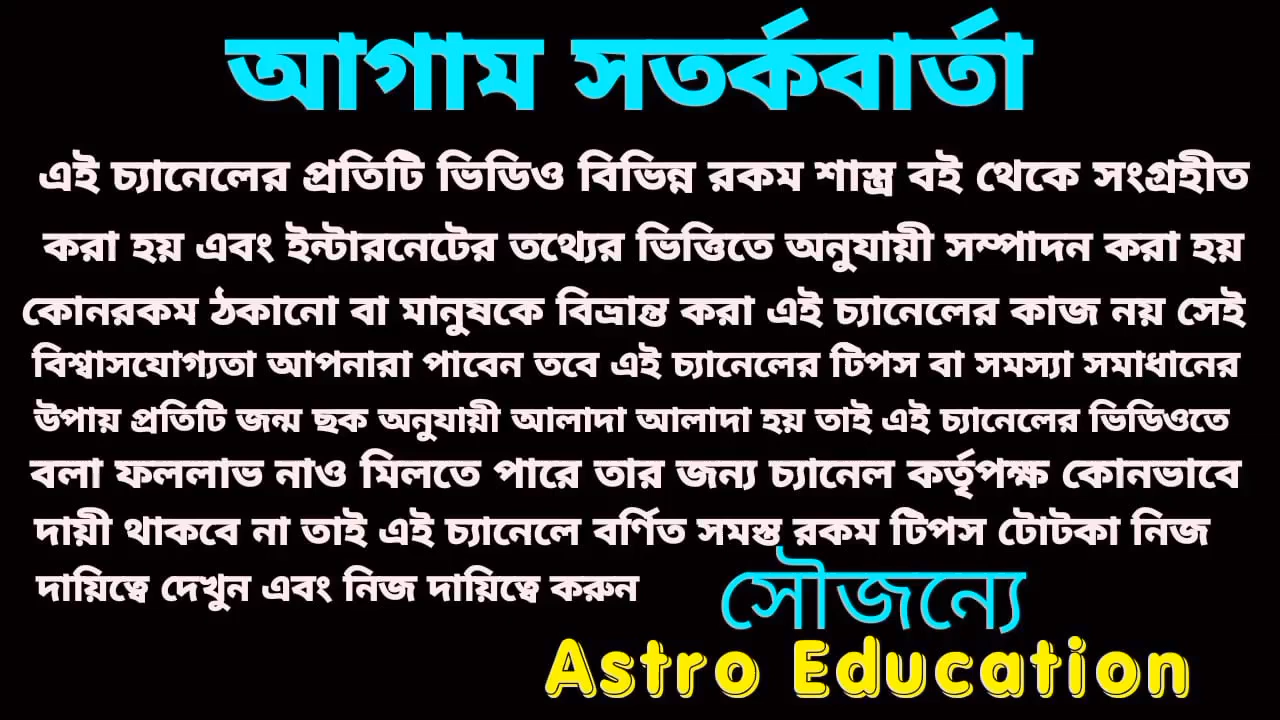 আগাম সতর্কবার্তা
এই চ্যানেলের প্রতিটি ভিডিও বিভিন্ন রকম শাস্ত্র বই থেকে সংগ্রহীত
করা হয় এবং ইন্টারনেটের তথ্যের ভিত্তিতে অনুযায়ী সম্পাদন করা হয়
কোনরকম ঠকানো বা মানুষকে বিভ্রান্ত করা এই চ্যানেলের কাজ নয় সেই
বিশ্বাসযোগ্যতা আপনারা পাবেন তবে এই চ্যানেলের টিপস বা সমস্যা সমাধানের
উপায় প্রতিটি জন্ম ছক অনুযায়ী আলাদা আলাদা হয় তাই এই চ্যানেলের ভিডিওতে
বলা ফললাভ নাও মিলতে পারে তার জন্য চ্যানেল কর্তৃপক্ষ কোনভাবে
দায়ী থাকবে না তাই এই চ্যানেলে বর্ণিত সমস্ত রকম টিপস টোটকা নিজ
দায়িত্বে দেখুন এবং নিজ দায়িত্বে করুন
সৌজন্যে
Astro Education